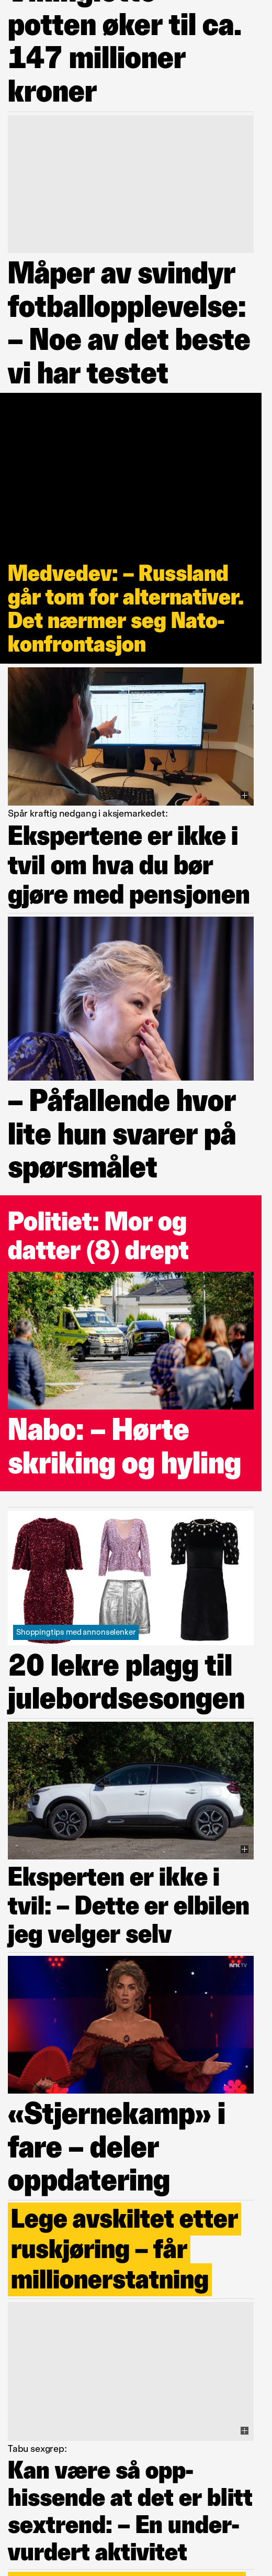 potten øker til ca.
147 millioner
kroner
Måper av svindyr
fotballopplevelse:
– Noe av det beste
vi har testet
Medvedev: – Russland
går tom for alternativer.
Det nærmer seg Nato-
konfrontasjon
Spår kraftig nedgang i aksjemarkedet:
Ekspertene er ikke i
tvil om hva du bør
gjøre med pensjonen
– Påfallende hvor
lite hun svarer på
spørsmålet
Politiet: Mor og
datter (8) drept
Nabo: – Hørte
skriking og hyling
Shoppingtips med annonselenker
20 lekre plagg til
julebordsesongen
Eksperten er ikke i
tvil: – Dette er elbilen
jeg velger selv
NRK TV
«Stjernekamp» i
fare – deler
oppdatering
Lege avskiltet etter
ruskjøring – får
millionerstatning
Tabu sexgrep:
Kan være så opp-
hissende at det er blitt
sextrend: – En under-
vurdert aktivitet